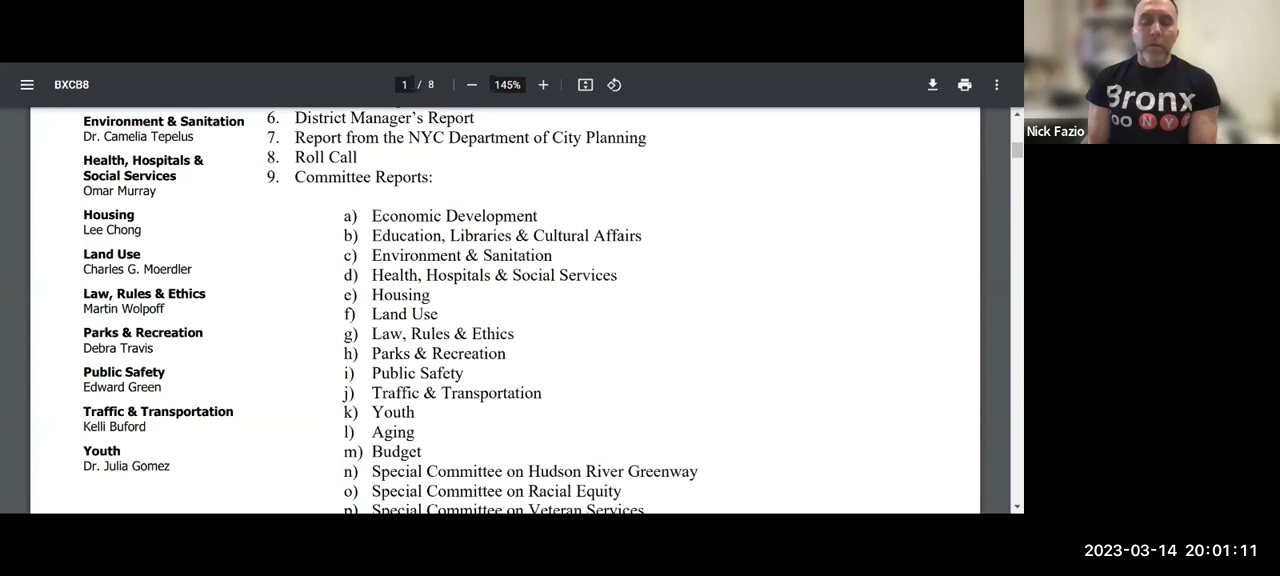 BXCB8
1 / 8
145%
Environment & Sanitation
Dr. Camelia Tepelus
Health, Hospitals &
Social Services
Omar Murray
Housing
Lee Chong
Land Use
Charles G. Moerdler
Law, Rules & Ethics
Martin Wolpoff
Parks & Recreation
Debra Travis
Public Safety
Edward Green
Traffic & Transportation
Kelli Buford
Youth
Dr. Julia Gomez
6. District Manager's Report
7. Report from the NYC Department of City Planning
8. Roll Call
9. Committee Reports:
a) Economic Development
b) Education, Libraries & Cultural Affairs
c) Environment & Sanitation
d) Health, Hospitals & Social Services
e) Housing
f) Land Use
g) Law, Rules & Ethics
h) Parks & Recreation
i) Public Safety
j) Traffic & Transportation
k) Youth
l) Aging
m) Budget
n) Special Committee on Hudson River Greenway
o) Special Committee on Racial Equity
p) Special Committee on Veteran Services
Bronx
NY
Nick Fazio
2023-03-14 20:01:11